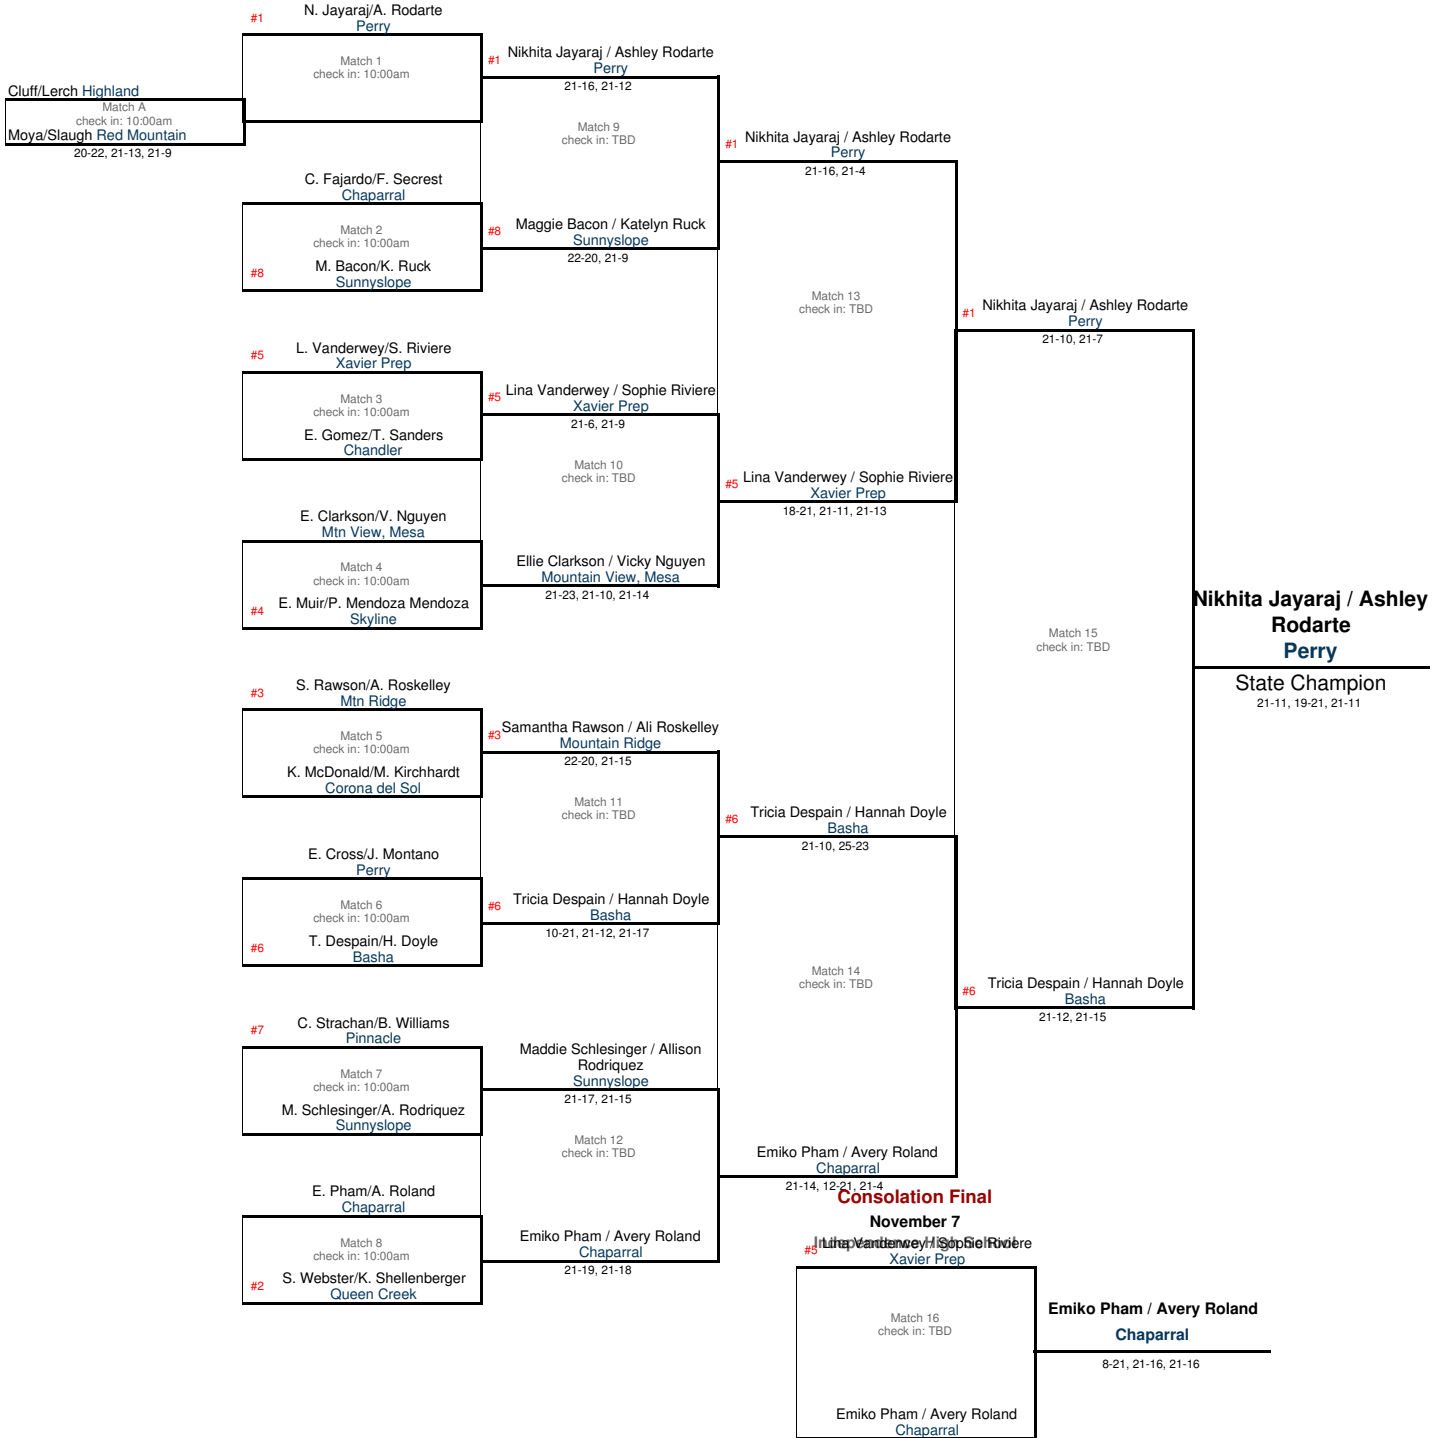 Cluff/Lerch Highland
Match A
check in: 10:00am
Moya/Slaugh Red Mountain
20-22, 21-13, 21-9
#1
N. Jayaraj/A. Rodarte
Perry
Match 1
check in: 10:00am
C. Fajardo/F. Secrest
Chaparral
Match 2
check in: 10:00am
#8
M. Bacon/K. Ruck
Sunnyslope
#5
L. Vanderwey/S. Riviere
Xavier Prep
Match 3
check in: 10:00am
E. Gomez/T. Sanders
Chandler
E. Clarkson/V. Nguyen
Mtn View, Mesa
Match 4
check in: 10:00am
#4
E. Muir/P. Mendoza Mendoza
Skyline
#3
S. Rawson/A. Roskelley
Mtn Ridge
Match 5
check in: 10:00am
K. McDonald/M. Kirchhardt
Corona del Sol
E. Cross/J. Montano
Perry
Match 6
check in: 10:00am
#6
T. Despain/H. Doyle
Basha
#7
C. Strachan/B. Williams
Pinnacle
Match 7
check in: 10:00am
M. Schlesinger/A. Rodriquez
Sunnyslope
E. Pham/A. Roland
Chaparral
Match 8
check in: 10:00am
#2
S. Webster/K. Shellenberger
Queen Creek
#1 Nikhita Jayaraj / Ashley Rodarte
Perry
21-16, 21-12
Match 9
check in: TBD
#8 Maggie Bacon / Katelyn Ruck
Sunnyslope
22-20, 21-9
#5 Lina Vanderwey / Sophie Riviere
Xavier Prep
21-6, 21-9
Match 10
check in: TBD
Ellie Clarkson / Vicky Nguyen
Mountain View, Mesa
21-23, 21-10, 21-14
#3 Samantha Rawson / Ali Roskelley
Mountain Ridge
22-20, 21-15
Match 11
check in: TBD
#6 Tricia Despain / Hannah Doyle
Basha
10-21, 21-12, 21-17
Maddie Schlesinger / Allison
Rodriquez
Sunnyslope
21-17, 21-15
Match 12
check in: TBD
Emiko Pham / Avery Roland
Chaparral
21-19, 21-18
#1 Nikhita Jayaraj / Ashley Rodarte
Perry
21-16, 21-4
Match 13
check in: TBD
#5 Lina Vanderwey / Sophie Riviere
Xavier Prep
18-21, 21-11, 21-13
#6 Tricia Despain / Hannah Doyle
Basha
21-10, 25-23
Match 14
check in: TBD
Emiko Pham / Avery Roland
Chaparral
21-14, 12-21, 21-4
#1 Nikhita Jayaraj / Ashley Rodarte
Perry
21-10, 21-7
Match 15
check in: TBD
#6 Tricia Despain / Hannah Doyle
Basha
21-12, 21-15
Nikhita Jayaraj / Ashley
Rodarte
Perry
State Champion
21-11, 19-21, 21-11
Consolation Final
November 7
Independence High School
#5 Lina Vanderwey / Sophie Riviere
Xavier Prep
Match 16
check in: TBD
Emiko Pham / Avery Roland
Chaparral
Emiko Pham / Avery Roland
Chaparral
8-21, 21-16, 21-16